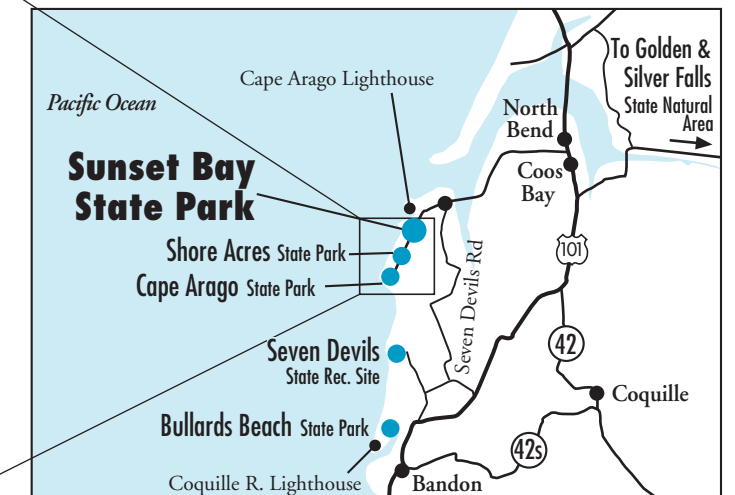 To Golden &
Silver Falls
State Natural
Area
Cape Arago Lighthouse
Pacific Ocean
North
Bend
Sunset Bay
State Park
Coos
Bay
Shore Acres State Park
101
Cape Arago State Park
Seven Devils Rd
Seven Devils
State Rec. Site
42
Coquille
Bullards Beach State Park
42s
Coquille R. Lighthouse
Bandon